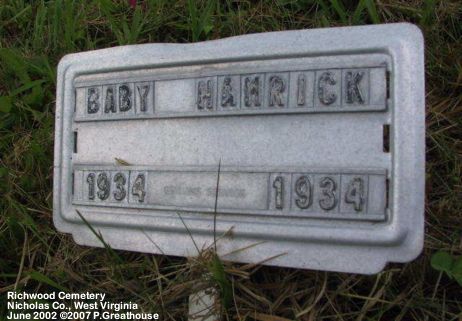 BABY HAMRICK
1934 1934
Richwood Cemetery
Nicholas Co., West Virginia
June 2002 ©2007 P.Greathouse